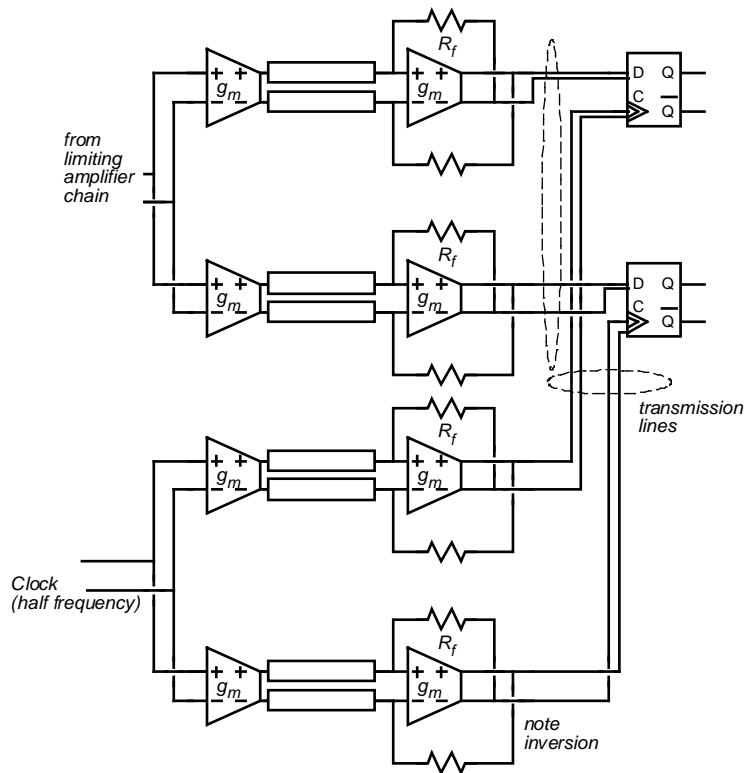 R_f
+ + D Q
g_m g_m
− − C Q
from
limiting
amplifier
chain
R_f
+ + D Q
g_m g_m
− − C Q
transmission
lines
R_f
+ +
g_m g_m
− −
Clock
(half frequency)
R_f
+ +
g_m g_m
− −
note
inversion